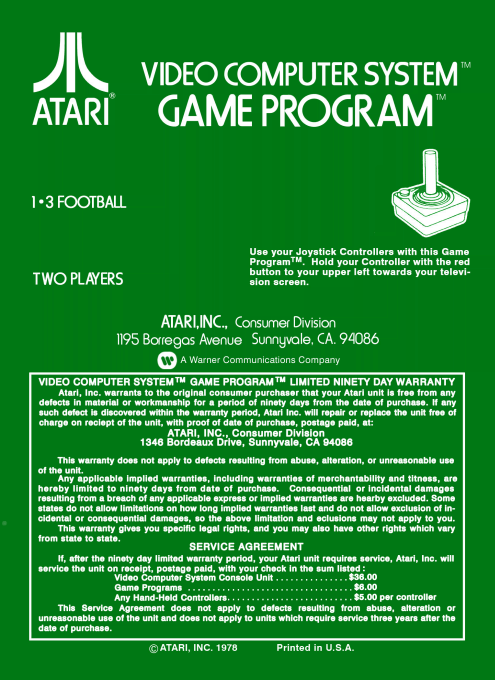 VIDEO COMPUTER SYSTEM™
GAME PROGRAM™
ATARI®
1•3 FOOTBALL
Use your Joystick Controllers with this Game
Program™. Hold your Controller with the red
button to your upper left towards your televi-
sion screen.
TWO PLAYERS
ATARI,INC., Consumer Division
1195 Borregas Avenue Sunnyvale, CA. 94086
A Warner Communications Company
VIDEO COMPUTER SYSTEM™ GAME PROGRAM™ LIMITED NINETY DAY WARRANTY
Atari, Inc. warrants to the original consumer purchaser that your Atari unit is free from any
defects in material or workmanship for a period of ninety days from the date of purchase. If any
such defect is discovered within the warranty period, Atari Inc. will repair or replace the unit free of
charge on reciept of the unit, with proof of date of purchase, postage paid, at:
ATARI, INC., Consumer Division
1346 Bordeaux Drive, Sunnyvale, CA 94086
This warranty does not apply to defects resulting from abuse, alteration, or unreasonable use
of the unit.
Any applicable implied warranties, including warranties of merchantability and titness, are
hereby limited to ninety days from date of purchase. Consequential or incidental damages
resulting from a breach of any applicable express or implied warranties are hearby excluded. Some
states do not allow limitations on how long implied warranties last and do not allow exclusion of in-
cidental or consequential damages, so the above limitation and eclusions may not apply to you.
This warranty gives you specific legal rights, and you may also have other rights which vary
from state to state.
SERVICE AGREEMENT
If, after the ninety day limited warranty period, your Atari unit requires service, Atari, Inc. will
service the unit on receipt, postage paid, with your check in the sum listed :
Video Computer System Console Unit . . . . . . . . . . . . . . . $36.00
Game Programs . . . . . . . . . . . . . . . . . . . . . . . . . . . . . . . . . . $6.00
Any Hand-Held Controllers. . . . . . . . . . . . . . . . . . . . . . . . . . $5.00 per controller
This Service Agreement does not apply to defects resulting from abuse, alteration or
unreasonable use of the unit and does not apply to units which require service three years after the
date of purchase.
© ATARI, INC. 1978 Printed in U.S.A.